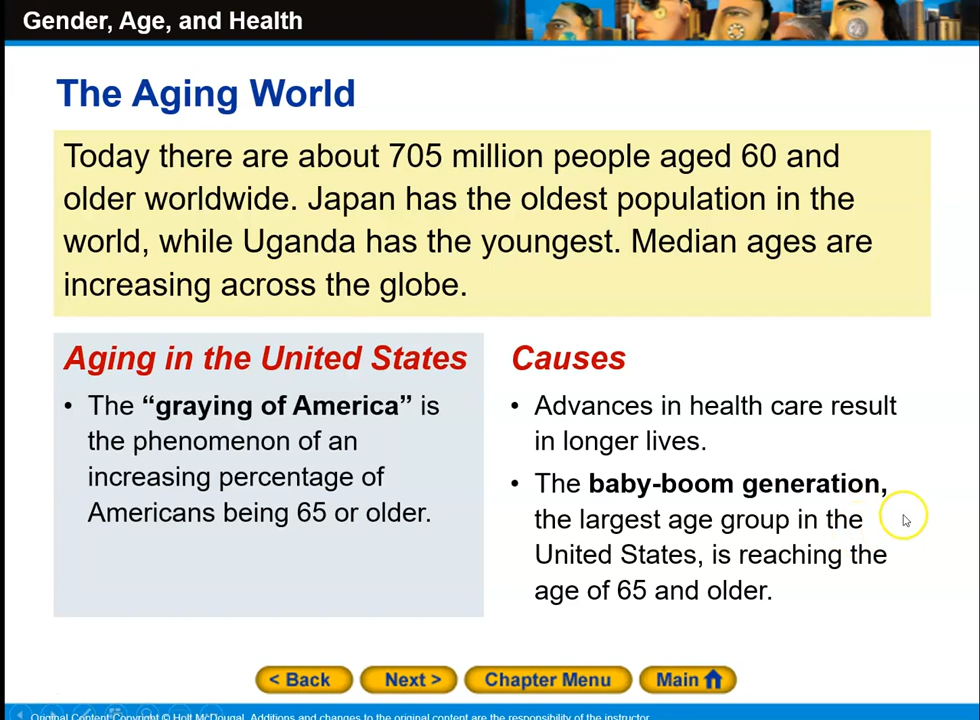 Gender, Age, and Health
The Aging World
Today there are about 705 million people aged 60 and
older worldwide. Japan has the oldest population in the
world, while Uganda has the youngest. Median ages are
increasing across the globe.
Aging in the United States
• The “graying of America” is
the phenomenon of an
increasing percentage of
Americans being 65 or older.
Causes
• Advances in health care result
in longer lives.
• The baby-boom generation,
the largest age group in the
United States, is reaching the
age of 65 and older.
< Back
Next >
Chapter Menu
Main
Original Content Copyright © Holt McDougal. Additions and changes to the original content are the responsibility of the instructor.